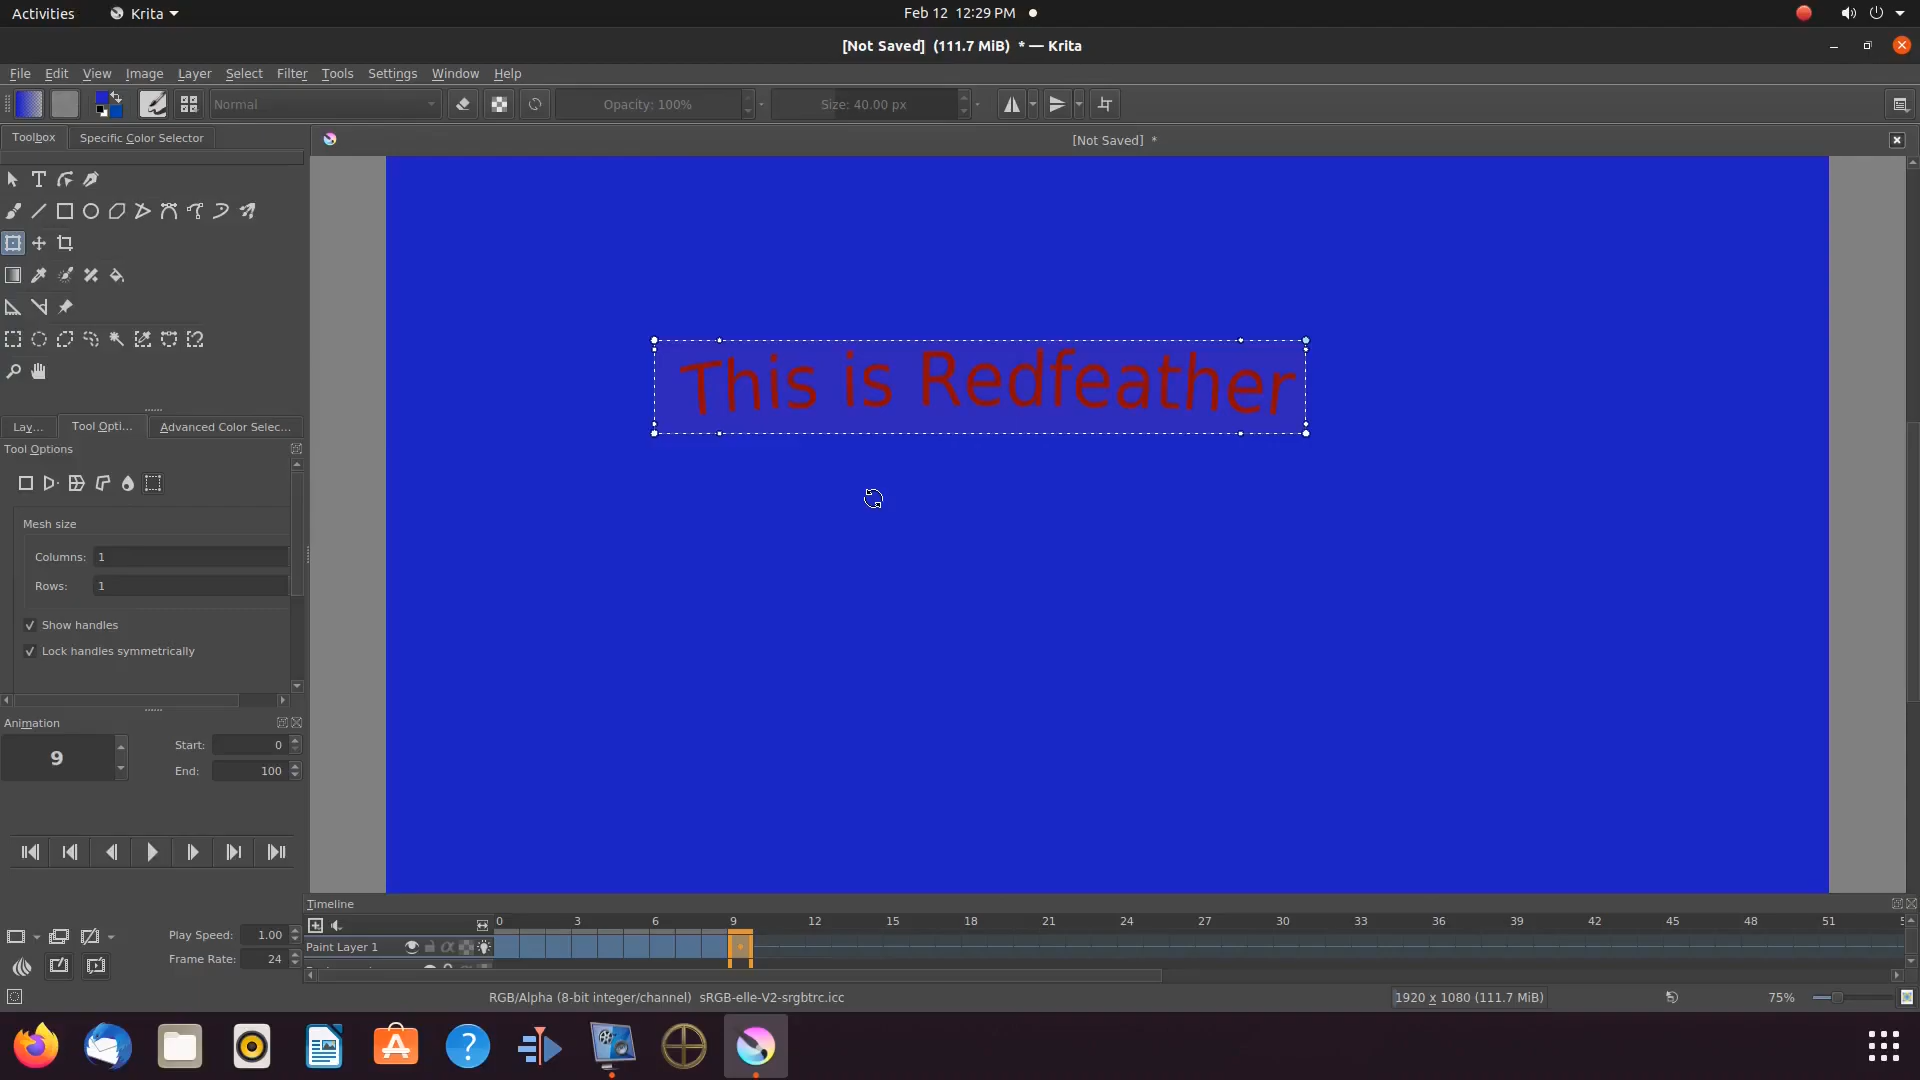 Activities Krita Feb 12 12:29 PM
[Not Saved] (111.7 MiB) * — Krita
File Edit View Image Layer Select Filter Tools Settings Window Help
Normal Opacity: 100% Size: 40.00 px
Toolbox Specific Color Selector
[Not Saved] *
This is Redfeather
Lay... Tool Opti... Advanced Color Selec...
Tool Options
Mesh size
Columns: 1
Rows: 1
Show handles
Lock handles symmetrically
Animation
9
Start: 0
End: 100
Timeline
0 3 6 9 12 15 18 21 24 27 30 33 36 39 42 45 48 51
Paint Layer 1
Play Speed: 1.00
Frame Rate: 24
RGB/Alpha (8-bit integer/channel) sRGB-elle-V2-srgbtrc.icc 1920 x 1080 (111.7 MiB) 75%